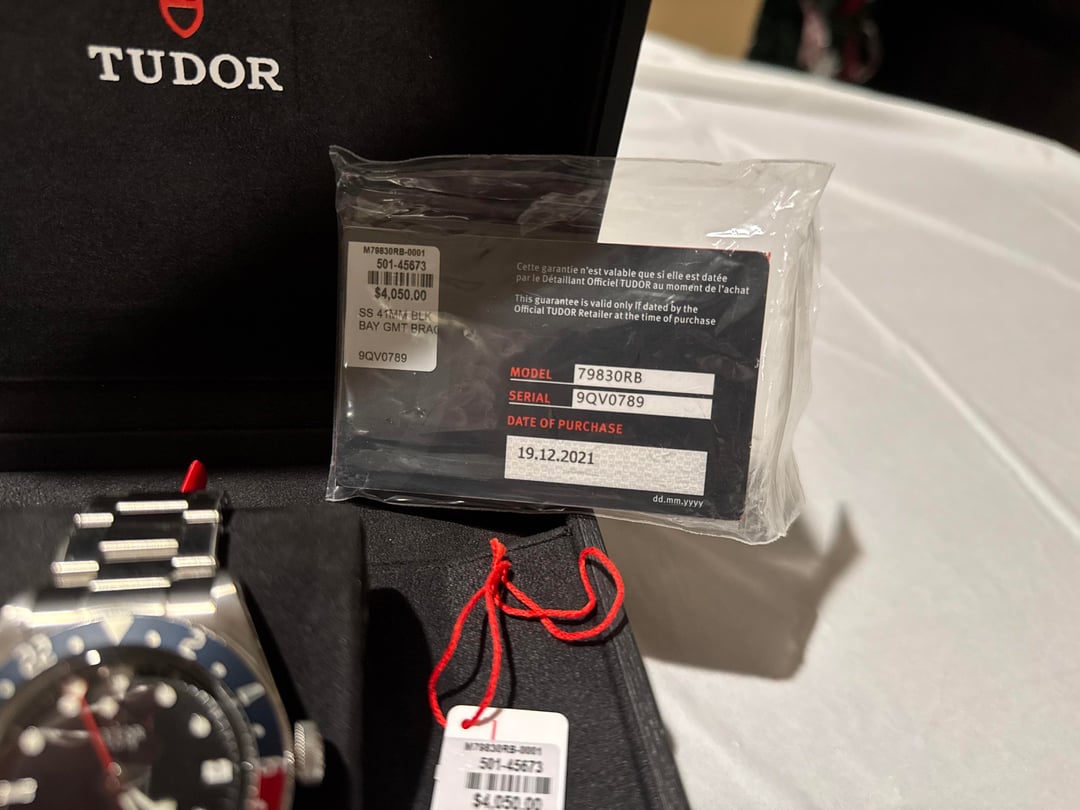 TUDOR
M79830RB-0001
501-45673
$4,050.00
SS 41MM BLK
BAY GMT BRAC
9QV0789
Cette garantie n'est valable que si elle est datée
par le Détaillant Officiel TUDOR au moment de l'achat
This guarantee is valid only if dated by the
Official TUDOR Retailer at the time of purchase
MODEL 79830RB
SERIAL 9QV0789
DATE OF PURCHASE
19.12.2021
dd.mm.yyyy
22
2
4
M79830RB-0001
501-45673
$4,050.00